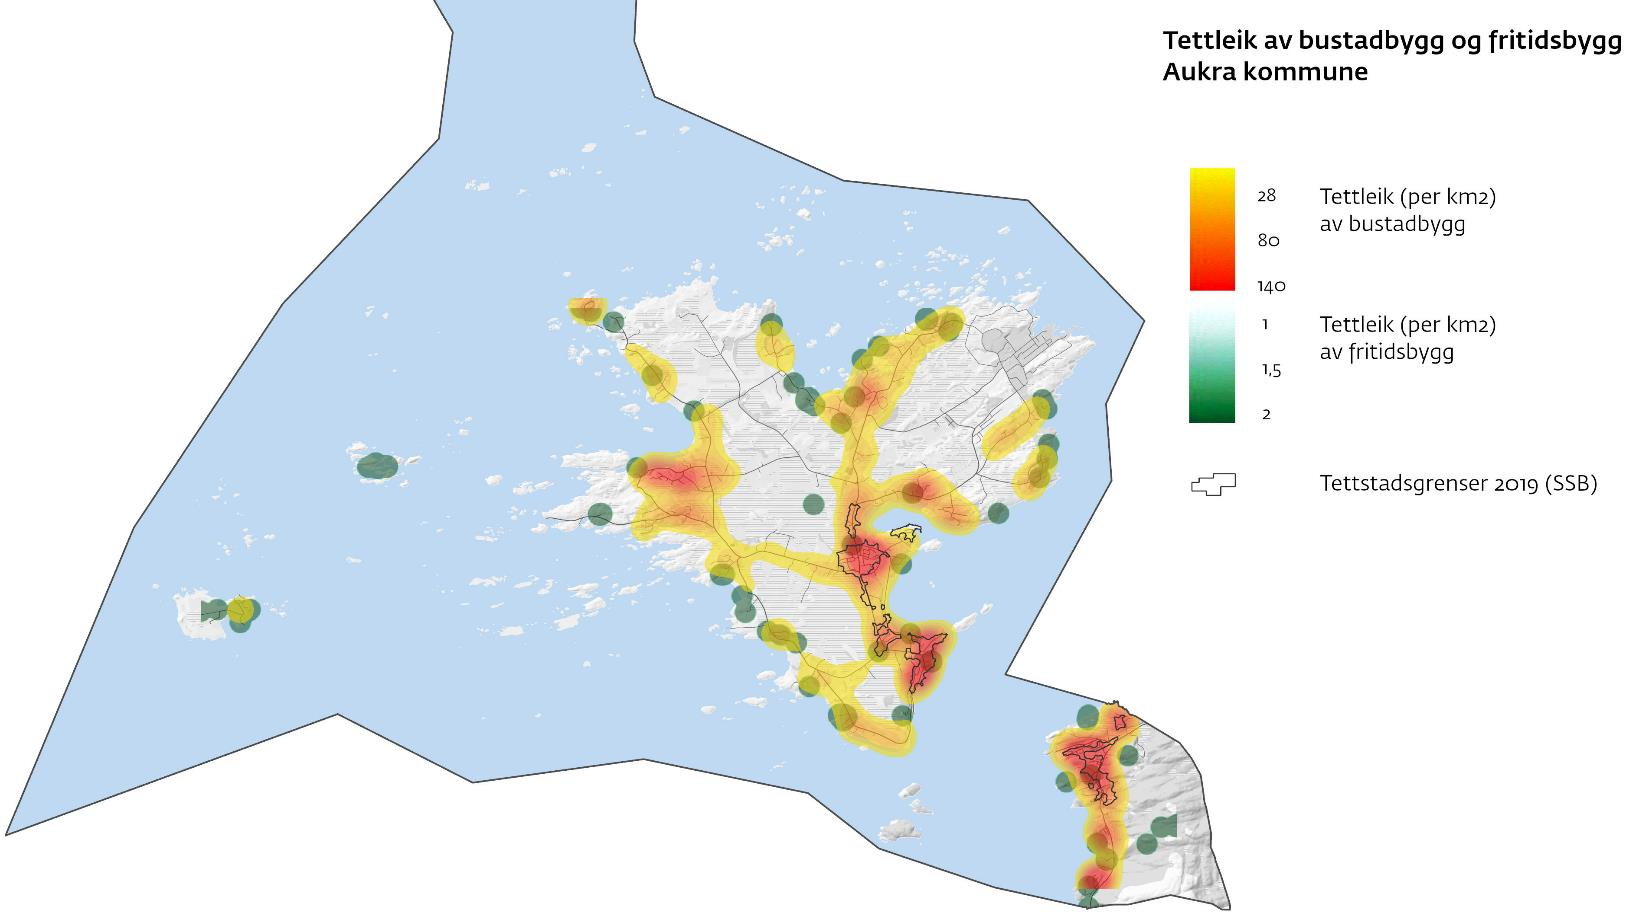 Tettleik av bustadbygg og fritidsbygg
Aukra kommune
28
80
140
Tettleik (per km2)
av bustadbygg
1
1,5
2
Tettleik (per km2)
av fritidsbygg
Tettstadsgrenser 2019 (SSB)